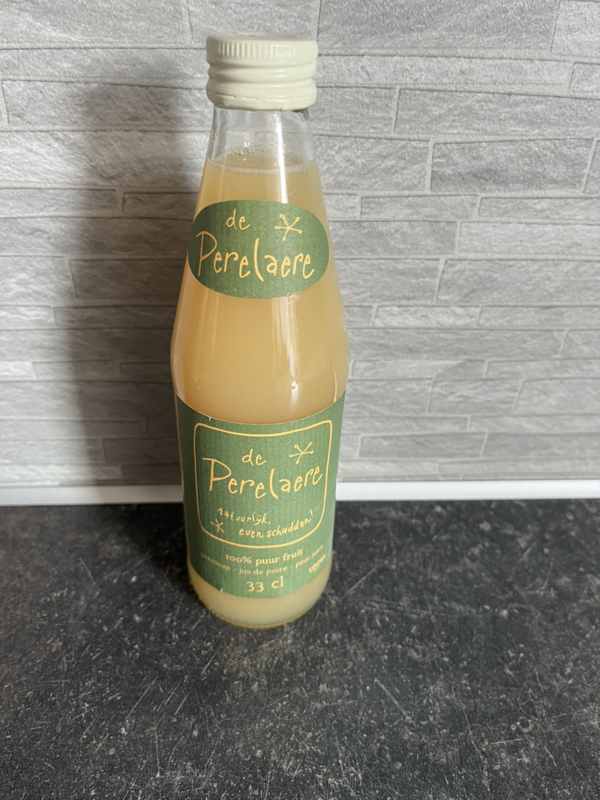 de
Perelaere
de
Perelaere
natuurlijk
even schudden!
100% puur fruit
perensap - jus de poire - pear juice
vegan
33 cl